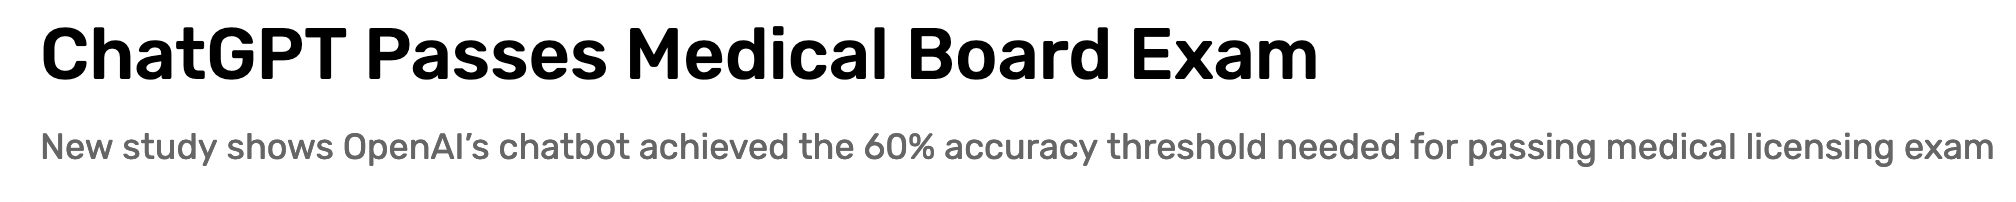 ChatGPT Passes Medical Board Exam
New study shows OpenAI’s chatbot achieved the 60% accuracy threshold needed for passing medical licensing exam